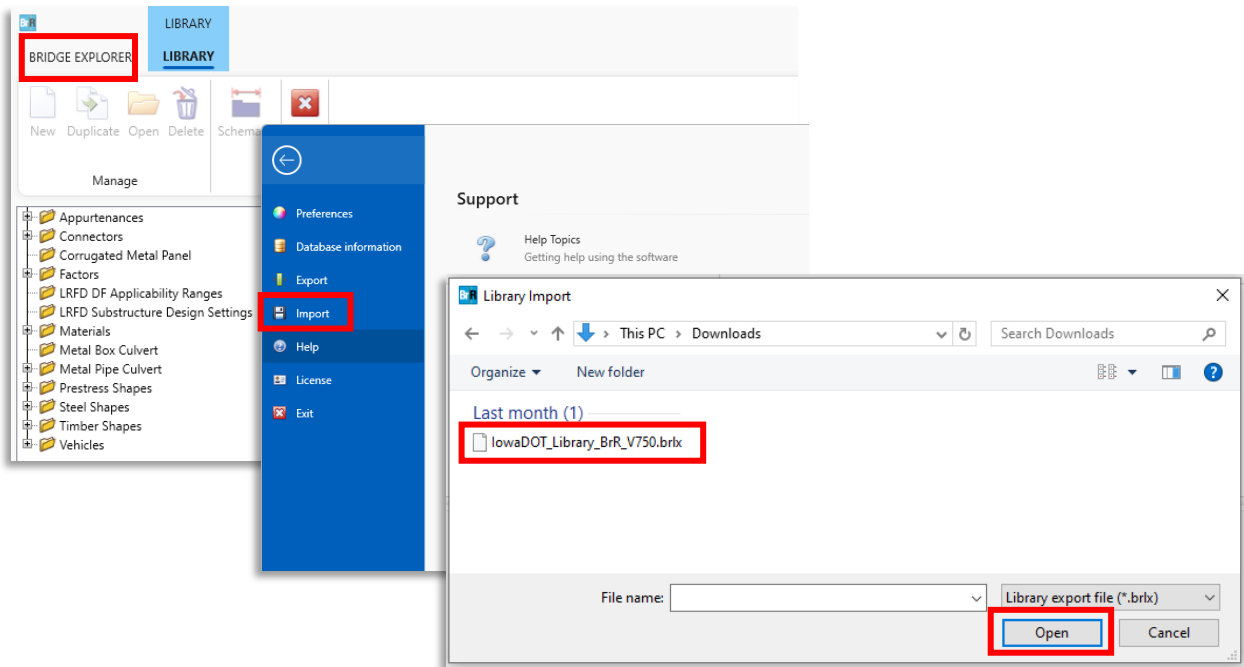 BrR
LIBRARY
BRIDGE EXPLORER
LIBRARY
New Duplicate Open Delete Schema
Manage
Appurtenances
Connectors
Corrugated Metal Panel
Factors
LRFD DF Applicability Ranges
LRFD Substructure Design Settings
Materials
Metal Box Culvert
Metal Pipe Culvert
Prestress Shapes
Steel Shapes
Timber Shapes
Vehicles
Preferences
Database information
Export
Import
Help
License
Exit
Support
Help Topics
Getting help using the software
BrR Library Import
This PC > Downloads
Search Downloads
Organize
New folder
Last month (1)
IowaDOT_Library_BrR_V750.brlx
File name:
Library export file (*.brlx)
Open
Cancel